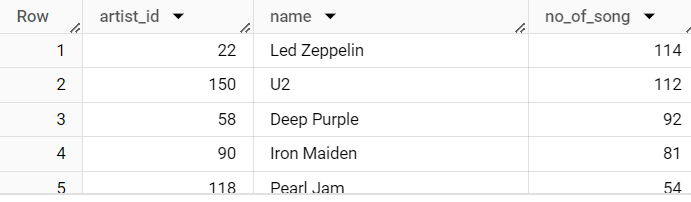 Row artist_id name no_of_song
1 22 Led Zeppelin 114
2 150 U2 112
3 58 Deep Purple 92
4 90 Iron Maiden 81
5 118 Pearl Jam 54